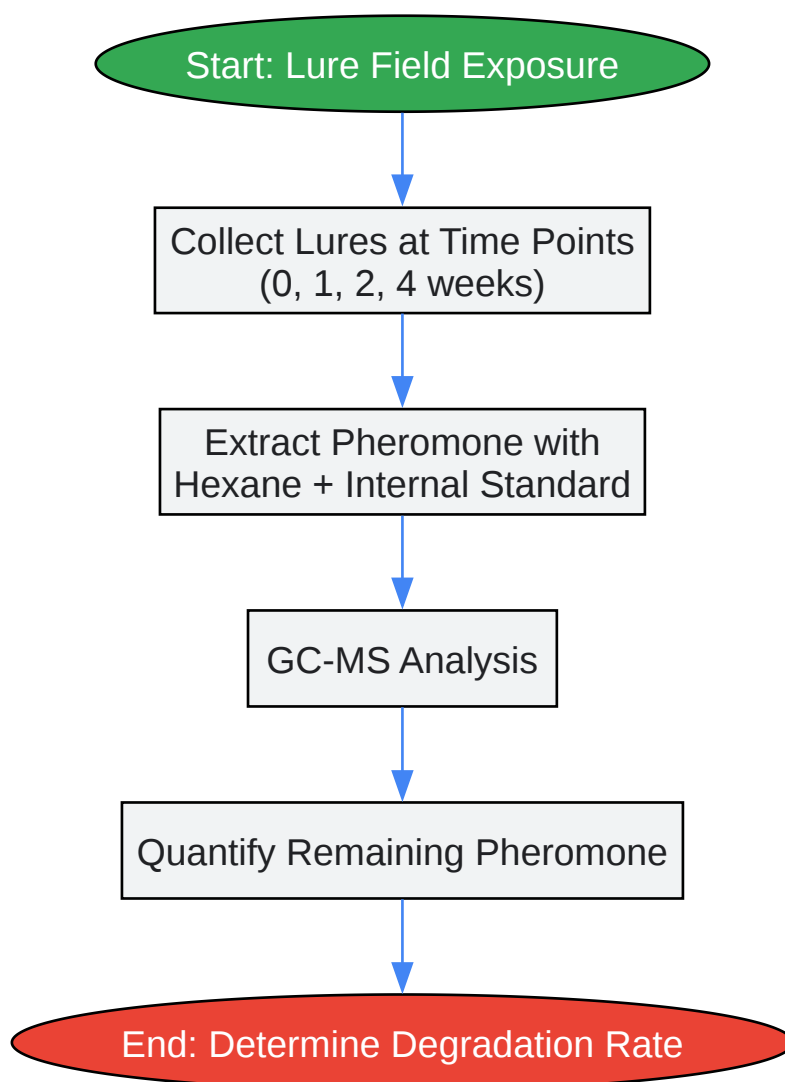 Start: Lure Field Exposure
Collect Lures at Time Points
(0, 1, 2, 4 weeks)
Extract Pheromone with
Hexane + Internal Standard
GC-MS Analysis
Quantify Remaining Pheromone
End: Determine Degradation Rate